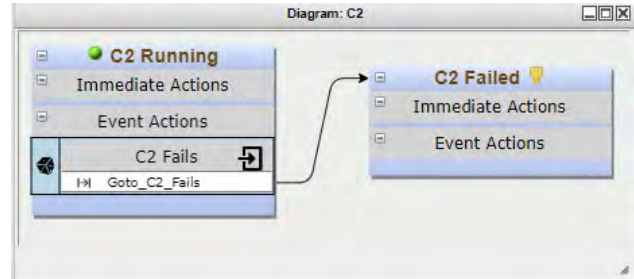 Diagram: C2
C2 Running
Immediate Actions
Event Actions
C2 Fails
Goto_C2_Fails
C2 Failed
Immediate Actions
Event Actions